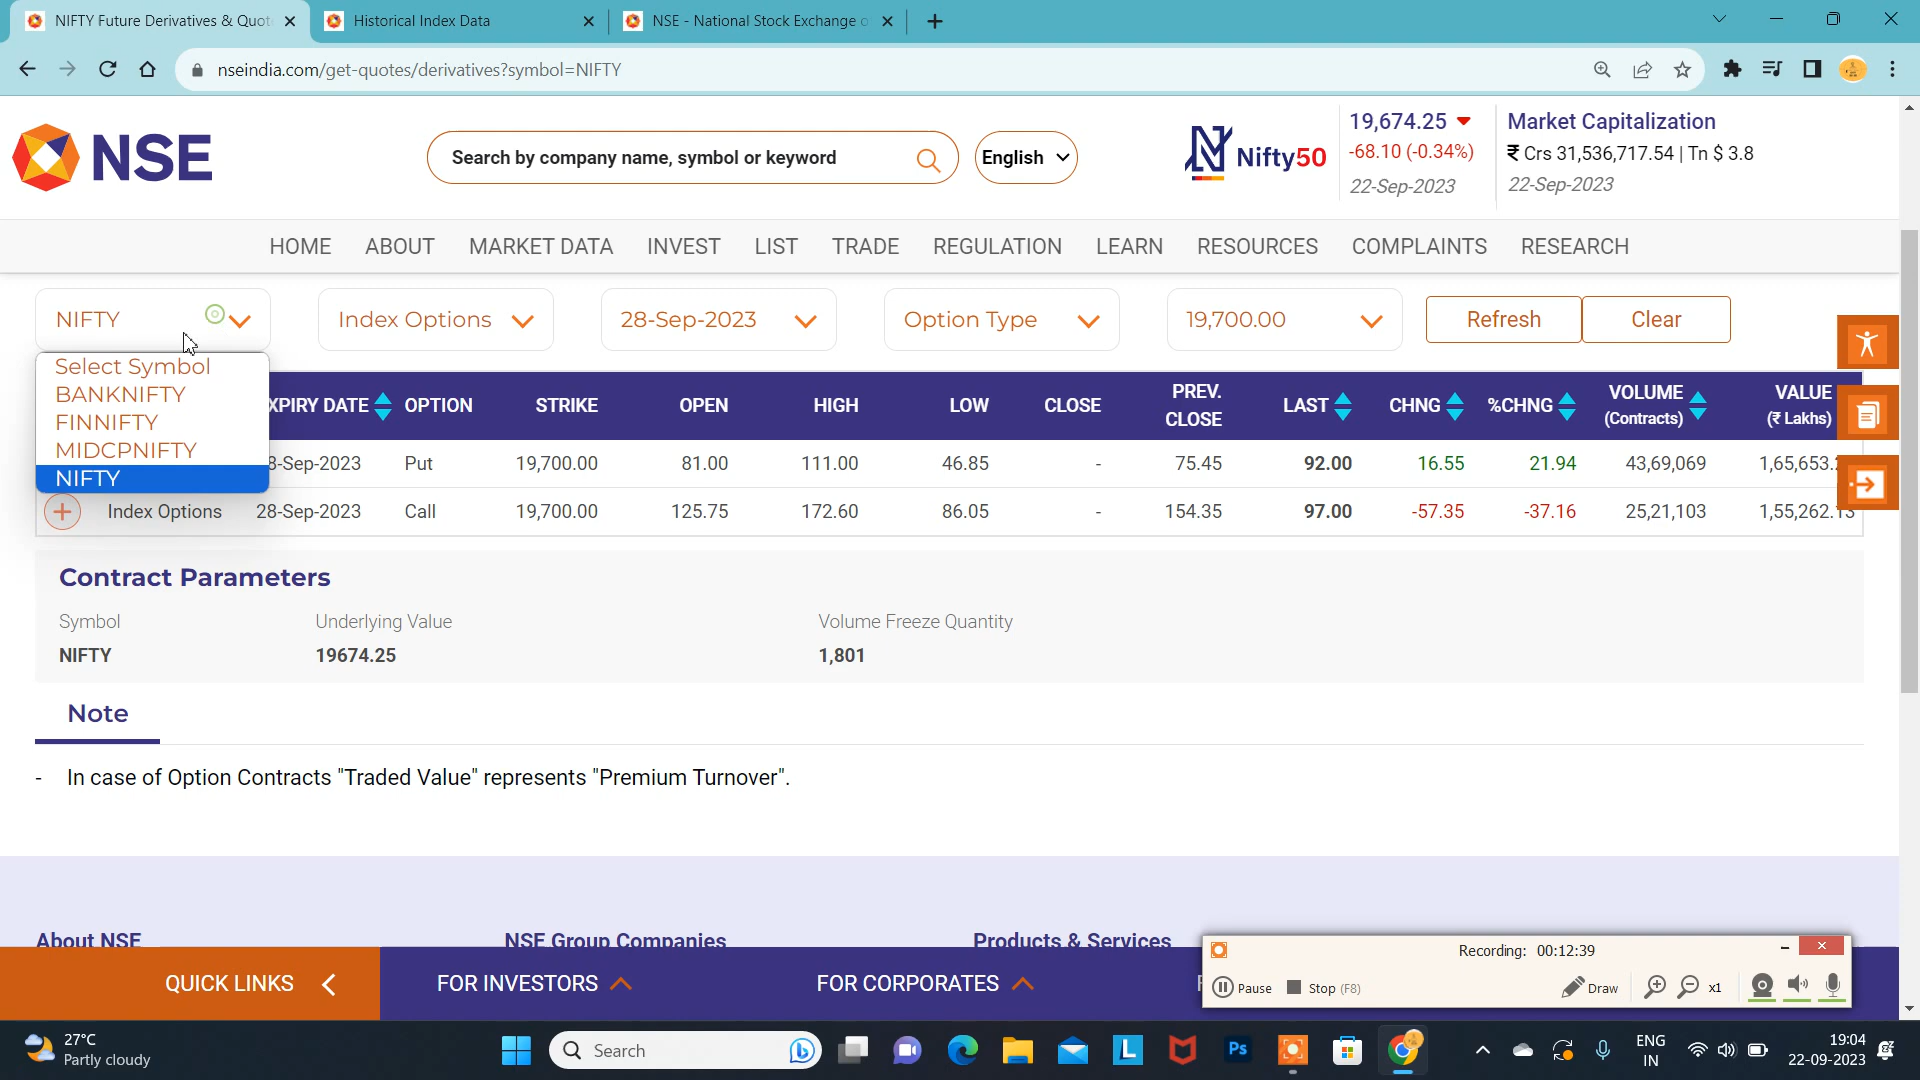 NIFTY Future Derivatives & Quot
Historical Index Data
NSE - National Stock Exchange o
nseindia.com/get-quotes/derivatives?symbol=NIFTY
NSE
Search by company name, symbol or keyword
English
Nifty50
19,674.25
-68.10 (-0.34%)
22-Sep-2023
Market Capitalization
₹ Crs 31,536,717.54 | Tn $ 3.8
22-Sep-2023
HOME ABOUT MARKET DATA INVEST LIST TRADE REGULATION LEARN RESOURCES COMPLAINTS RESEARCH
NIFTY Index Options 28-Sep-2023 Option Type 19,700.00 Refresh Clear
Select Symbol
BANKNIFTY
FINNIFTY
MIDCPNIFTY
NIFTY
XPIRY DATE OPTION STRIKE OPEN HIGH LOW CLOSE PREV. CLOSE LAST CHNG %CHNG VOLUME (Contracts) VALUE (₹ Lakhs)
8-Sep-2023 Put 19,700.00 81.00 111.00 46.85 - 75.45 92.00 16.55 21.94 43,69,069 1,65,653.
Index Options 28-Sep-2023 Call 19,700.00 125.75 172.60 86.05 - 154.35 97.00 -57.35 -37.16 25,21,103 1,55,262.13
Contract Parameters
Symbol Underlying Value Volume Freeze Quantity
NIFTY 19674.25 1,801
Note
- In case of Option Contracts "Traded Value" represents "Premium Turnover".
About NSE NSE Group Companies Products & Services
QUICK LINKS FOR INVESTORS FOR CORPORATES F
Recording: 00:12:39
Pause Stop (F8) Draw x1
27°C
Partly cloudy
Search
L
Ps
ENG
IN
19:04
22-09-2023